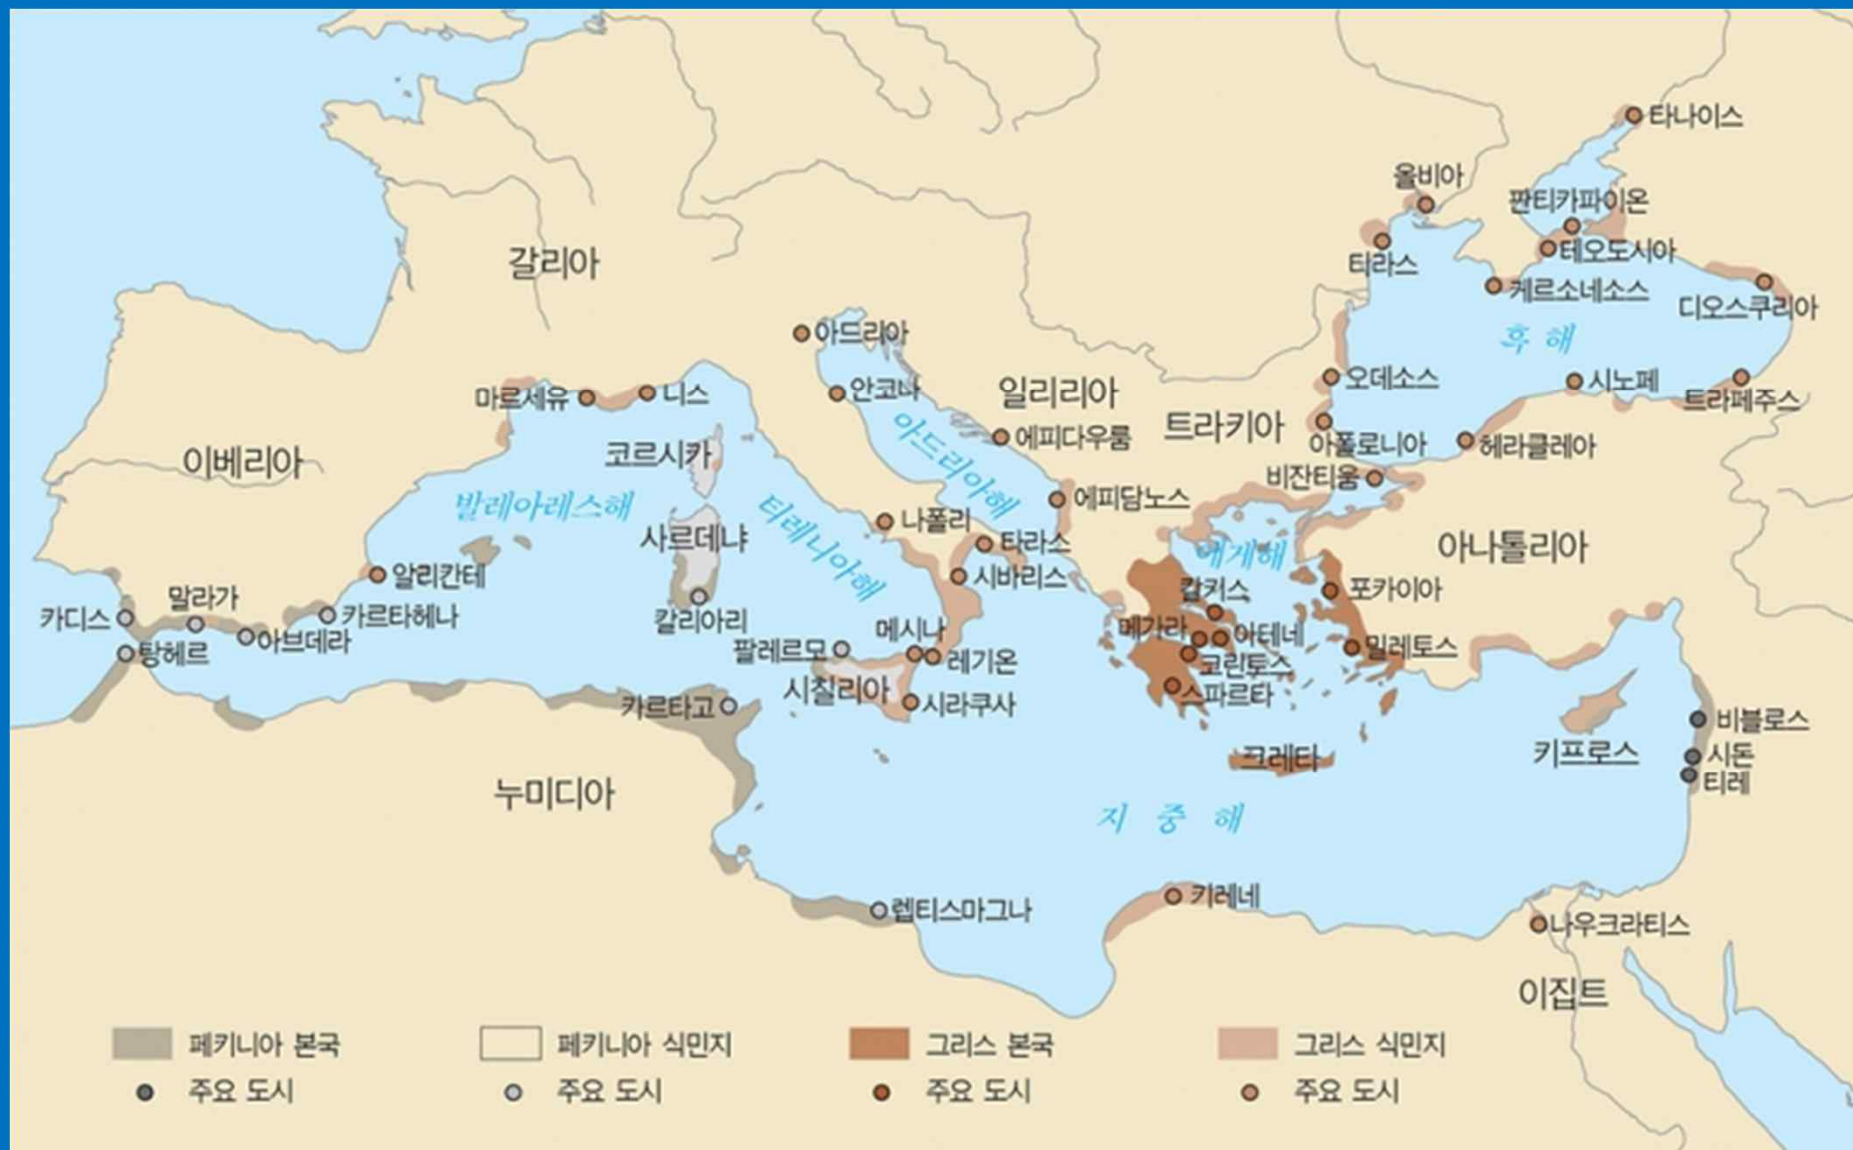 타나이스
올비아
판티카파이온
티라스
테오도시아
케르소네소스
디오스쿠리아
갈리아
흑해
아드리아
오데소스
시노페
트라페주스
마르세유
니스
안코나
일리리아
트라키아
아폴로니아
헤라클레아
에피다우룸
코르시카
이베리아
아드리아해
비잔티움
발레아레스해
에피담노스
티레니아해
나폴리
사르데냐
타라소
에게해
아나톨리아
알리칸테
시바리스
포카이아
말라가
칼키스
카디스
카르타헤나
칼리아리
메시나
메가라
아테네
아브데라
탕헤르
팔레르모
레기온
밀레토스
코린토스
시칠리아
스파르타
카르타고
시라쿠사
비블로스
키프로스
시돈
크레타
티레
누미디아
지 중 해
키레네
렙티스마그나
나우크라티스
이집트
페키니아 본국
페키니아 식민지
그리스 본국
그리스 식민지
주요 도시
주요 도시
주요 도시
주요 도시